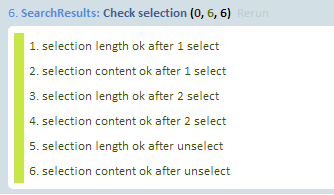 6. SearchResults: Check selection (0, 6, 6) Rerun
1. selection length ok after 1 select
2. selection content ok after 1 select
3. selection length ok after 2 select
4. selection content ok after 2 select
5. selection length ok after unselect
6. selection content ok after unselect